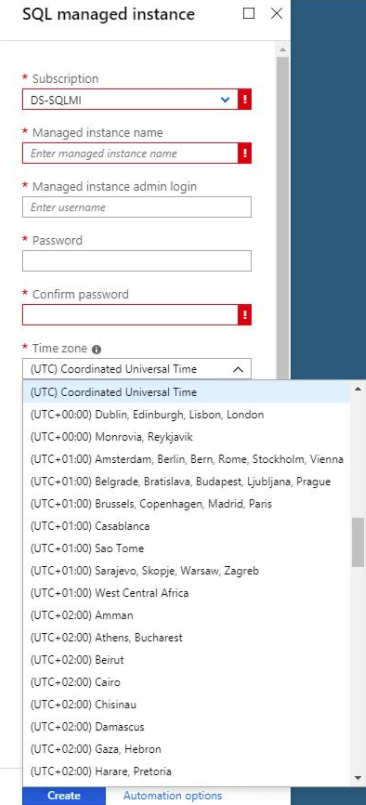 SQL managed instance
* Subscription
DS-SQLMI
* Managed instance name
Enter managed instance name
* Managed instance admin login
Enter username
* Password
* Confirm password
* Time zone
(UTC) Coordinated Universal Time
(UTC) Coordinated Universal Time
(UTC+00:00) Dublin, Edinburgh, Lisbon, London
(UTC+00:00) Monrovia, Reykjavik
(UTC+01:00) Amsterdam, Berlin, Bern, Rome, Stockholm, Vienna
(UTC+01:00) Belgrade, Bratislava, Budapest, Ljubljana, Prague
(UTC+01:00) Brussels, Copenhagen, Madrid, Paris
(UTC+01:00) Casablanca
(UTC+01:00) Sao Tome
(UTC+01:00) Sarajevo, Skopje, Warsaw, Zagreb
(UTC+01:00) West Central Africa
(UTC+02:00) Amman
(UTC+02:00) Athens, Bucharest
(UTC+02:00) Beirut
(UTC+02:00) Cairo
(UTC+02:00) Chisinau
(UTC+02:00) Damascus
(UTC+02:00) Gaza, Hebron
(UTC+02:00) Harare, Pretoria
Create Automation options